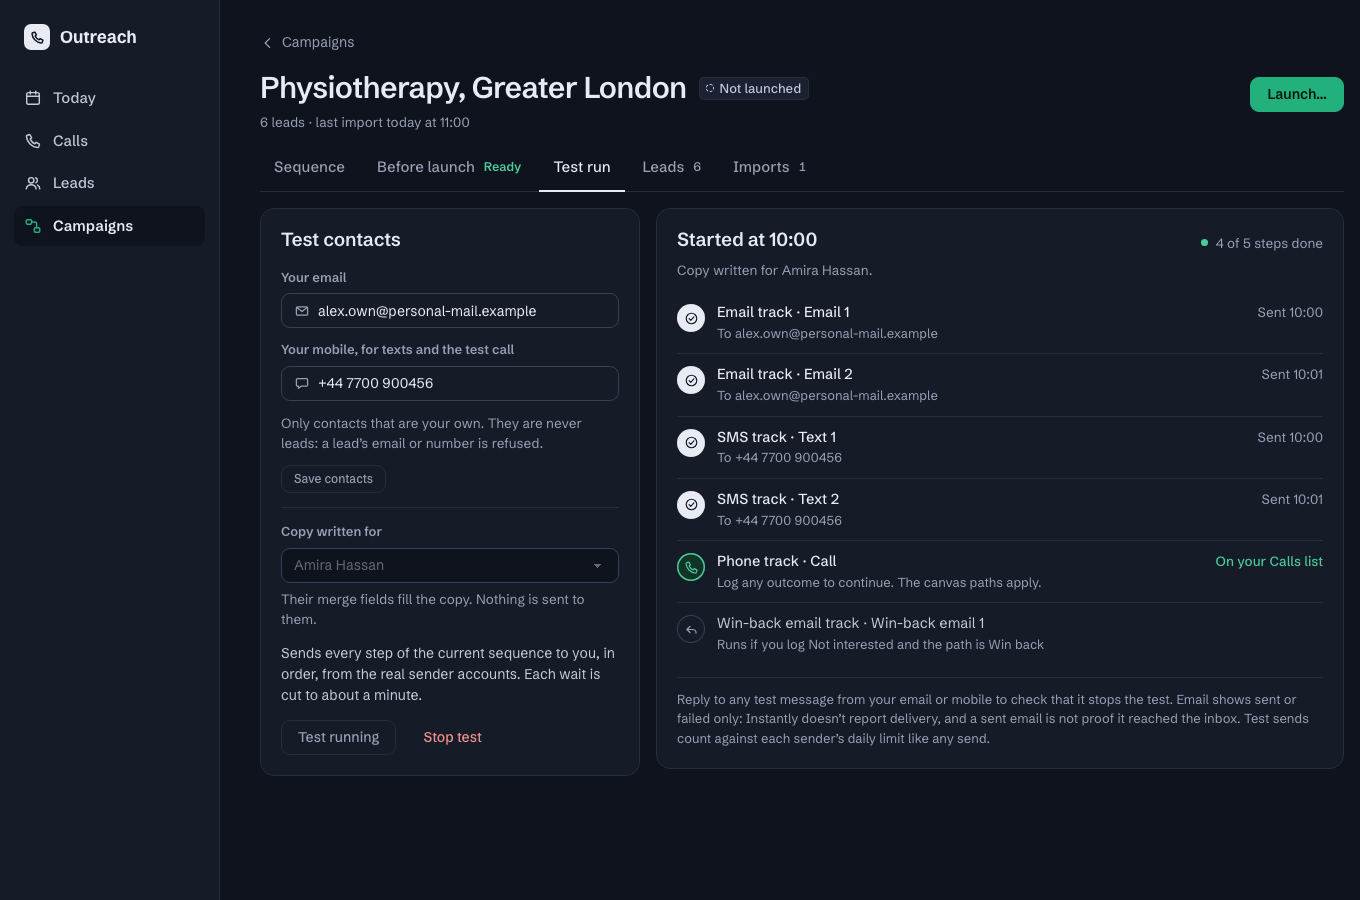 Outreach
Today
Calls
Leads
Campaigns
Campaigns
Physiotherapy, Greater London
Not launched
6 leads · last import today at 11:00
Launch…
Sequence
Before launch Ready
Test run
Leads 6
Imports 1
Test contacts
Your email
alex.own@personal-mail.example
Your mobile, for texts and the test call
+44 7700 900456
Only contacts that are your own. They are never
leads: a lead’s email or number is refused.
Save contacts
Copy written for
Amira Hassan
Their merge fields fill the copy. Nothing is sent to
them.
Sends every step of the current sequence to you, in
order, from the real sender accounts. Each wait is
cut to about a minute.
Test running
Stop test
Started at 10:00
4 of 5 steps done
Copy written for Amira Hassan.
Email track · Email 1
Sent 10:00
To alex.own@personal-mail.example
Email track · Email 2
Sent 10:01
To alex.own@personal-mail.example
SMS track · Text 1
Sent 10:00
To +44 7700 900456
SMS track · Text 2
Sent 10:01
To +44 7700 900456
Phone track · Call
On your Calls list
Log any outcome to continue. The canvas paths apply.
Win-back email track · Win-back email 1
Runs if you log Not interested and the path is Win back
Reply to any test message from your email or mobile to check that it stops the test. Email shows sent or
failed only: Instantly doesn’t report delivery, and a sent email is not proof it reached the inbox. Test sends
count against each sender’s daily limit like any send.